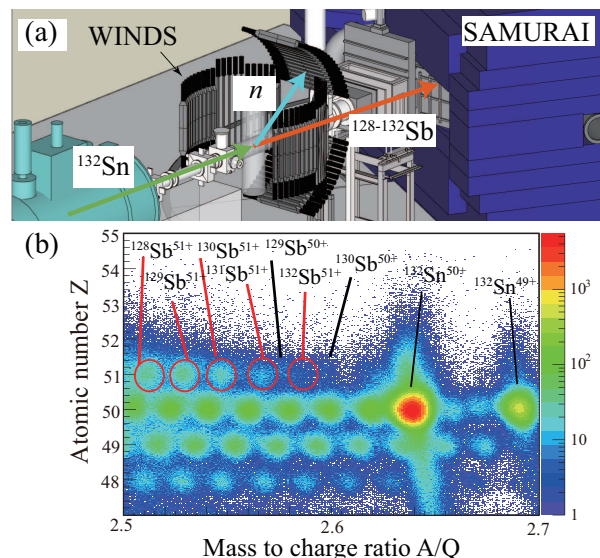 (a)
WINDS
SAMURAI
n
¹³²Sn
¹²⁸⁻¹³²Sb
(b)
¹²⁸Sb⁵¹⁺ ¹³⁰Sb⁵¹⁺ ¹²⁹Sb⁵⁰⁺
¹²⁹Sb⁵¹⁺ ¹³¹Sb⁵¹⁺ ¹³²Sb⁵¹⁺ ¹³⁰Sb⁵⁰⁺ ¹³²Sn⁵⁰⁺ ¹³²Sn⁴⁹⁺
Atomic number Z
55
54
53
52
51
50
49
48
2.5 2.6 2.7
Mass to charge ratio A/Q
10³
10²
10
1